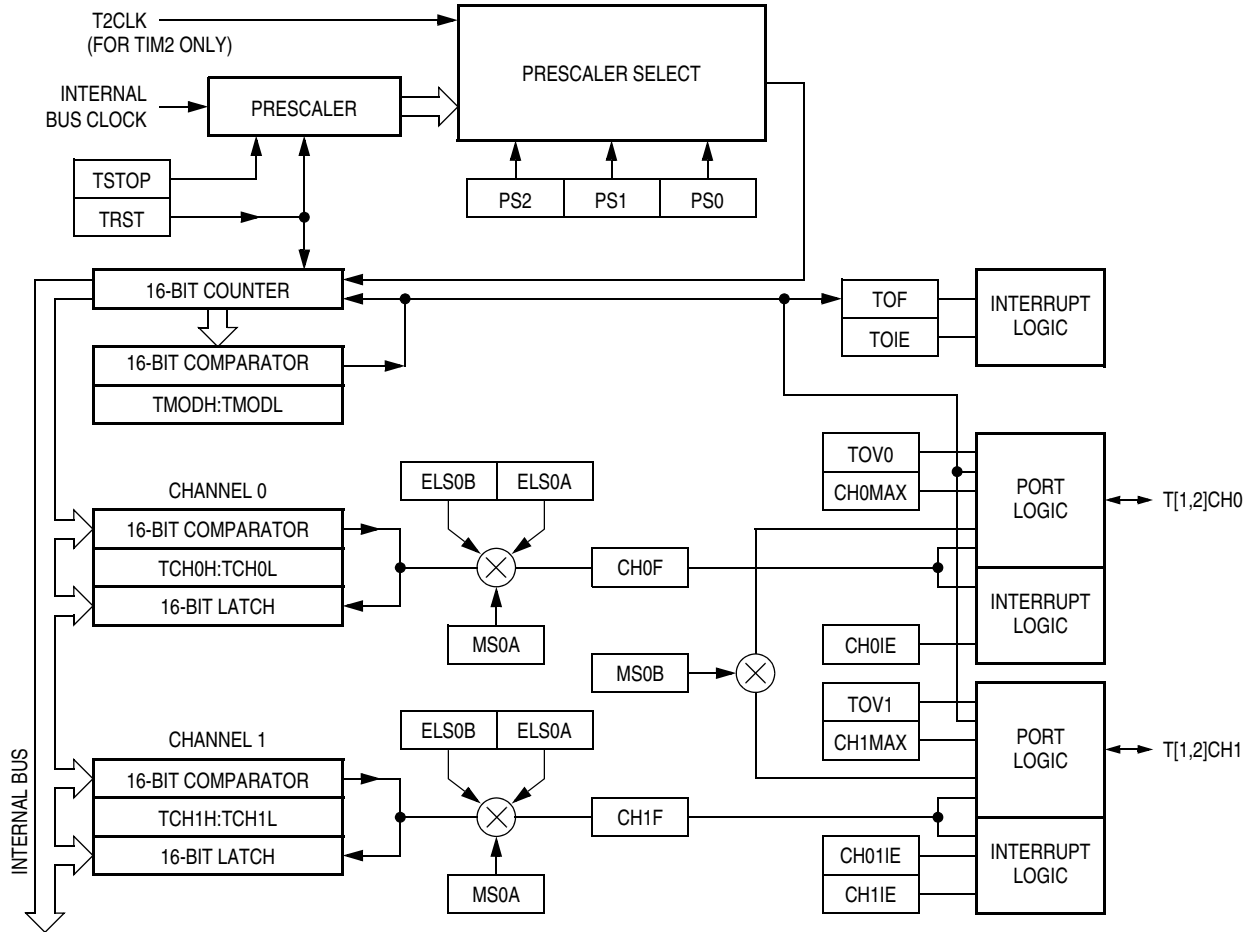 T2CLK
(FOR TIM2 ONLY)
PRESCALER SELECT
INTERNAL
BUS CLOCK
PRESCALER
TSTOP
TRST
PS2
PS1
PS0
16-BIT COUNTER
TOF
TOIE
INTERRUPT
LOGIC
16-BIT COMPARATOR
TMODH:TMODL
CHANNEL 0
ELS0B
ELS0A
TOV0
CH0MAX
PORT
LOGIC
T[1,2]CH0
16-BIT COMPARATOR
TCH0H:TCH0L
16-BIT LATCH
CH0F
MS0A
INTERRUPT
LOGIC
CH0IE
MS0B
CHANNEL 1
ELS0B
ELS0A
TOV1
CH1MAX
PORT
LOGIC
T[1,2]CH1
16-BIT COMPARATOR
TCH1H:TCH1L
16-BIT LATCH
CH1F
MS0A
CH01IE
CH1IE
INTERRUPT
LOGIC
INTERNAL BUS